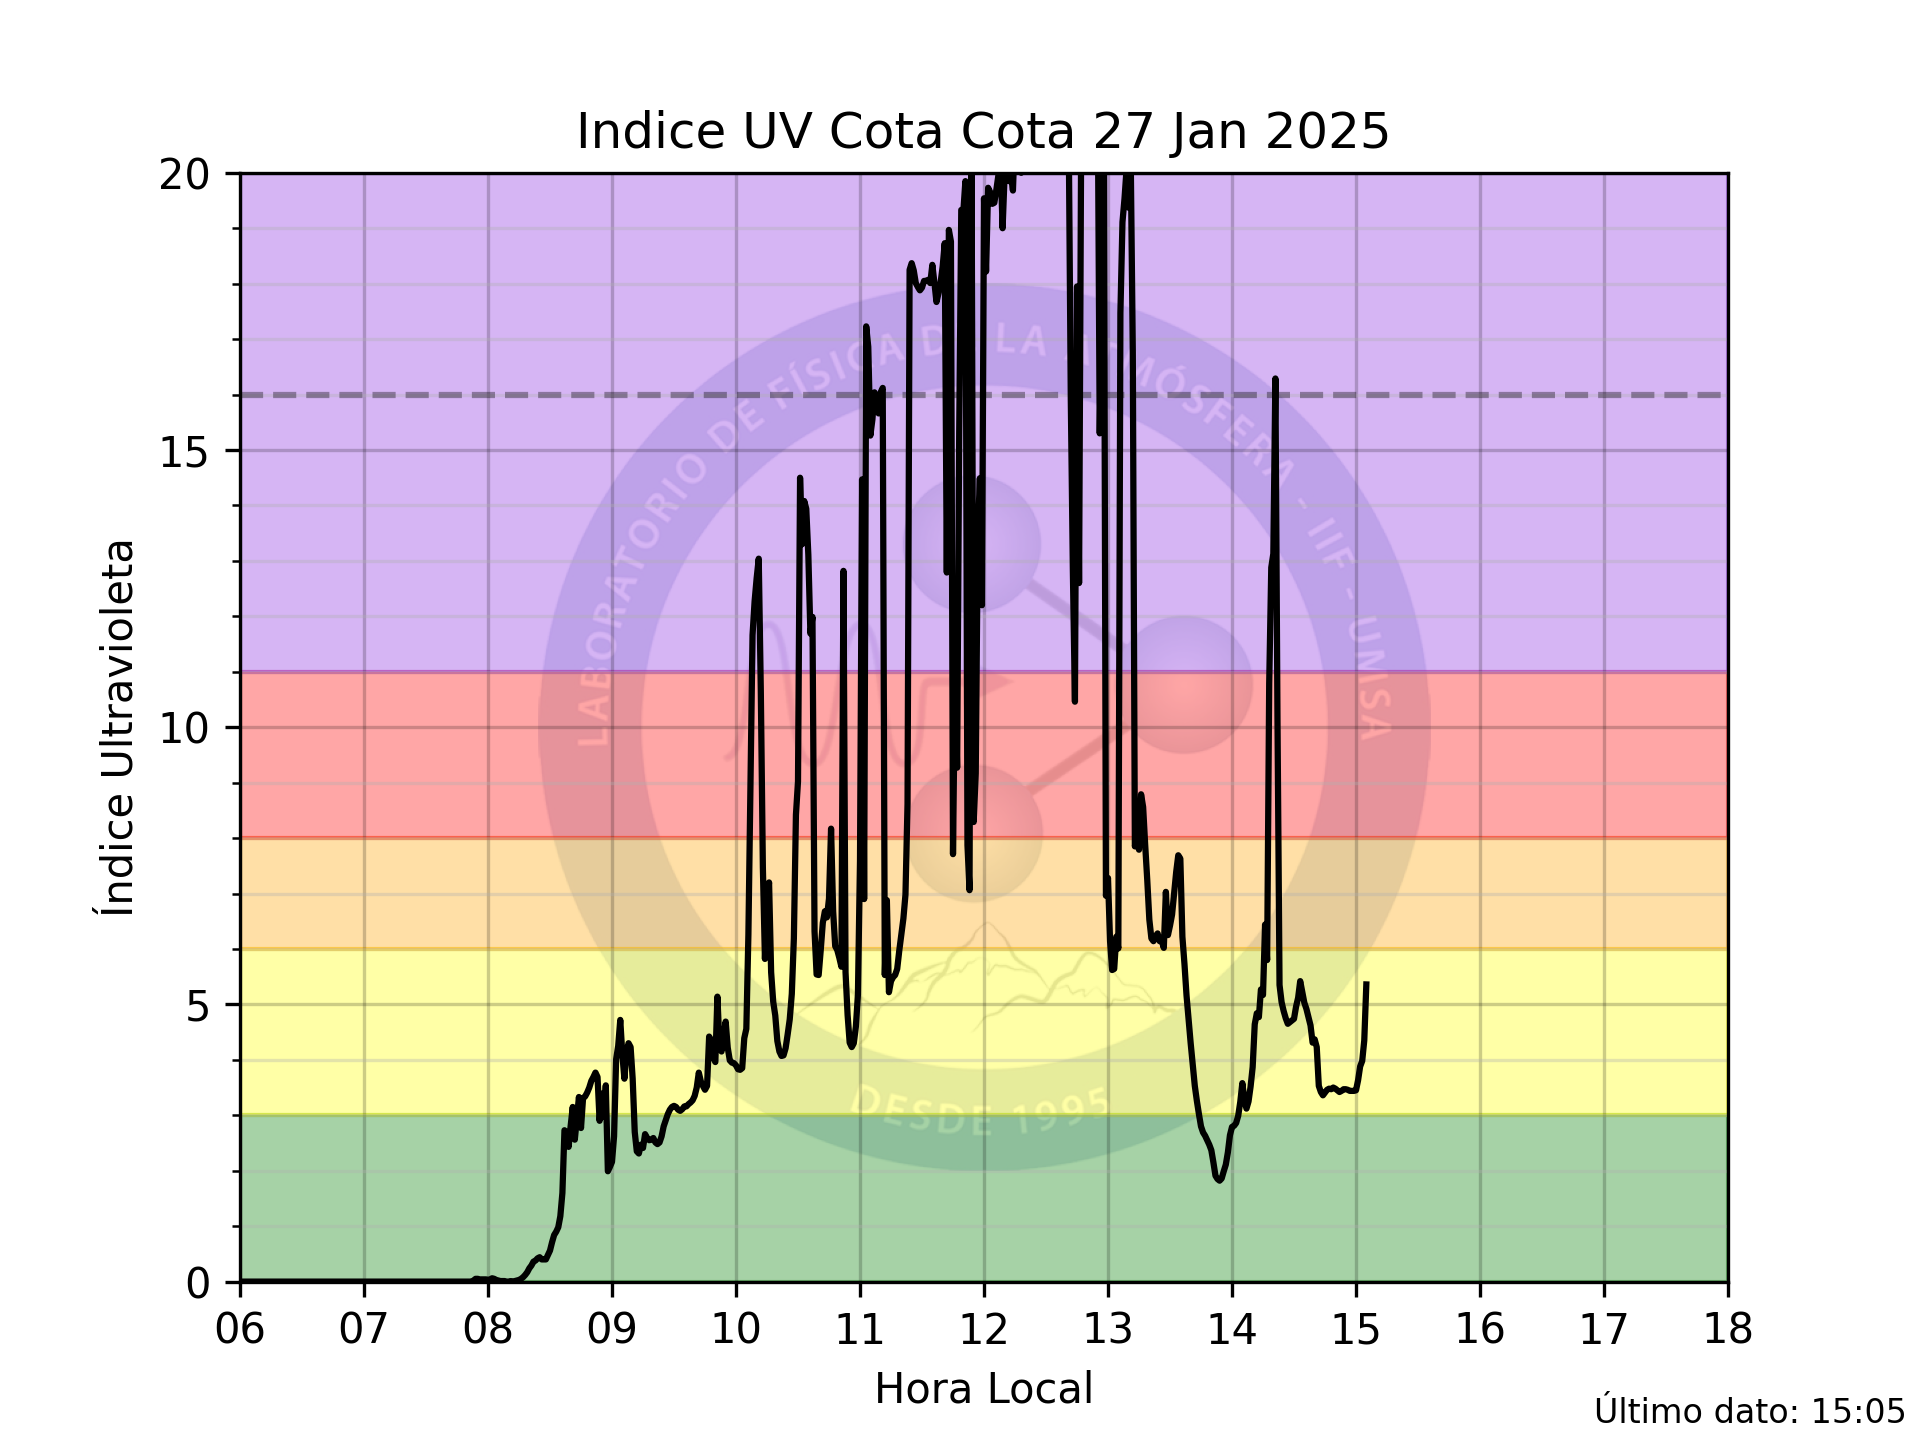 Indice UV Cota Cota 27 Jan 2025
20
15
10
5
0
Índice Ultravioleta
LABORATORIO DE FÍSICA DE LA ATMÓSFERA - IIF - UMSA
DESDE 1995
06 07 08 09 10 11 12 13 14 15 16 17 18
Hora Local
Último dato: 15:05